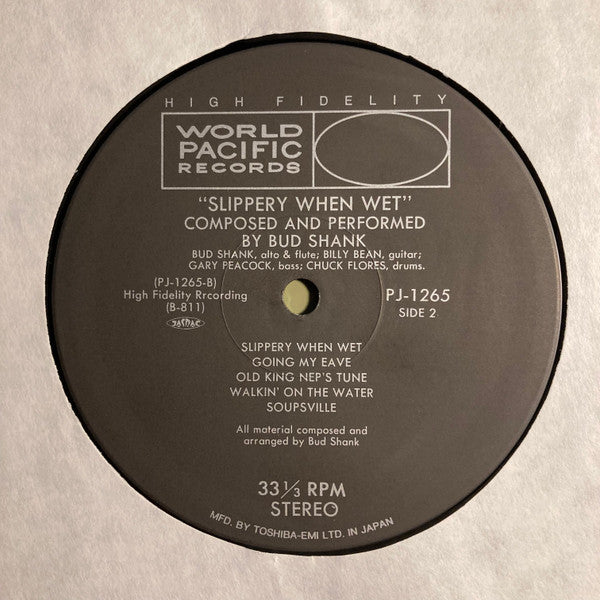 HIGH FIDELITY
WORLD
PACIFIC
RECORDS
"SLIPPERY WHEN WET"
COMPOSED AND PERFORMED
BY BUD SHANK
BUD SHANK, alto & flute; BILLY BEAN, guitar;
GARY PEACOCK, bass; CHUCK FLORES, drums.
(PJ-1265-B)
High Fidelity Rrcording
(B-811)
JASRAC
PJ-1265
SIDE 2
SLIPPERY WHEN WET
GOING MY EAVE
OLD KING NEP'S TUNE
WALKIN' ON THE WATER
SOUPSVILLE
All material composed and
arranged by Bud Shank
33 1/3 RPM
STEREO
MFD. BY TOSHIBA-EMI LTD. IN JAPAN